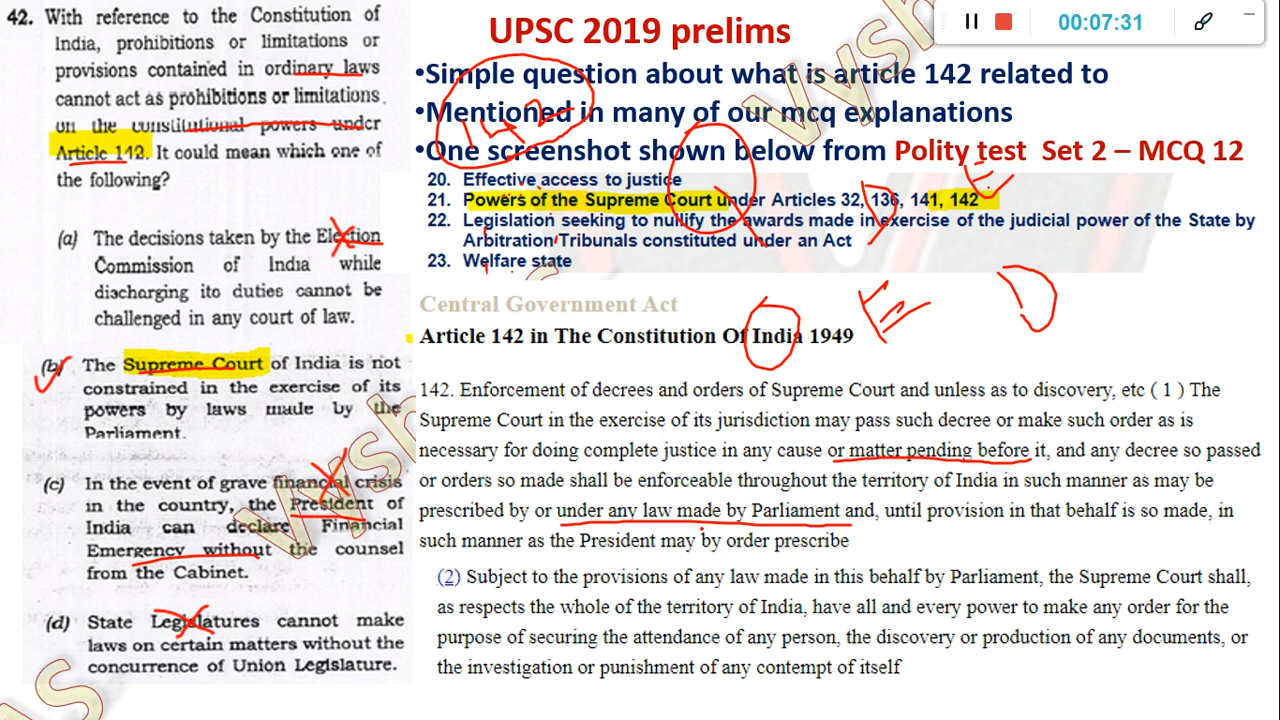 42. With reference to the Constitution of
India, prohibitions or limitations or
provisions contained in ordinary laws
cannot act as prohibitions or limitations
on the constitutional powers under
Article 142. It could mean which one of
the following?
(a) The decisions taken by the Election
Commission of India while
discharging its duties cannot be
challenged in any court of law.
(b) The Supreme Court of India is not
constrained in the exercise of its
powers by laws made by the
Parliament.
(c) In the event of grave financial crisis
in the country, the President of
India can declare Financial
Emergency without the counsel
from the Cabinet.
(d) State Legislatures cannot make
laws on certain matters without the
concurrence of Union Legislature.
UPSC 2019 prelims
00:07:31
•Simple question about what is article 142 related to
•Mentioned in many of our mcq explanations
•One screenshot shown below from Polity test Set 2 – MCQ 12
142
D
E
20. Effective access to justice
21. Powers of the Supreme Court under Articles 32, 136, 141, 142
22. Legislation seeking to nullify the awards made in exercise of the judicial power of the State by
Arbitration Tribunals constituted under an Act
23. Welfare state
E
D
Central Government Act
Article 142 in The Constitution Of India 1949
142. Enforcement of decrees and orders of Supreme Court and unless as to discovery, etc ( 1 ) The
Supreme Court in the exercise of its jurisdiction may pass such decree or make such order as is
necessary for doing complete justice in any cause or matter pending before it, and any decree so passed
or orders so made shall be enforceable throughout the territory of India in such manner as may be
prescribed by or under any law made by Parliament and, until provision in that behalf is so made, in
such manner as the President may by order prescribe
(2) Subject to the provisions of any law made in this behalf by Parliament, the Supreme Court shall,
as respects the whole of the territory of India, have all and every power to make any order for the
purpose of securing the attendance of any person, the discovery or production of any documents, or
the investigation or punishment of any contempt of itself